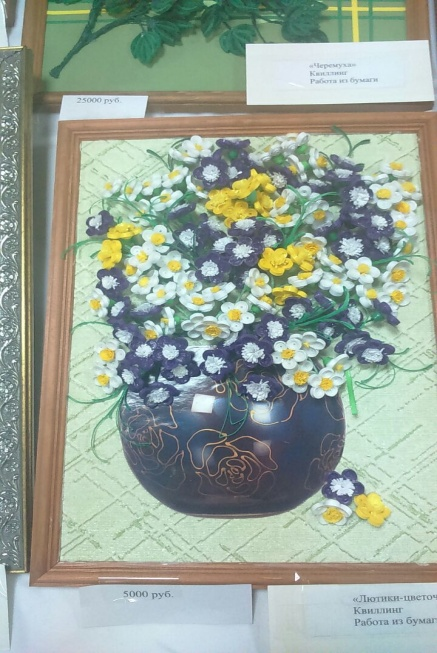 «Черемуха»
Квиллинг
Работа из бумаги
25000 руб.
5000 руб.
«Лютики-цветоч
Квиллинг
Работа из бумаг